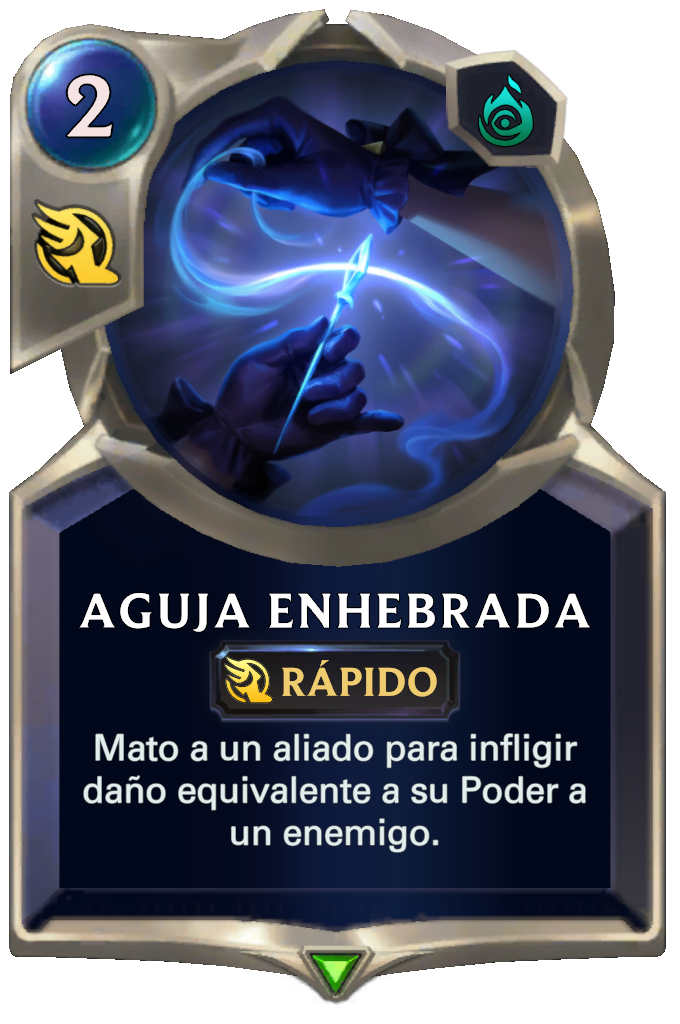 2
AGUJA ENHEBRADA
RÁPIDO
Mato a un aliado para infligir
daño equivalente a su Poder a
un enemigo.